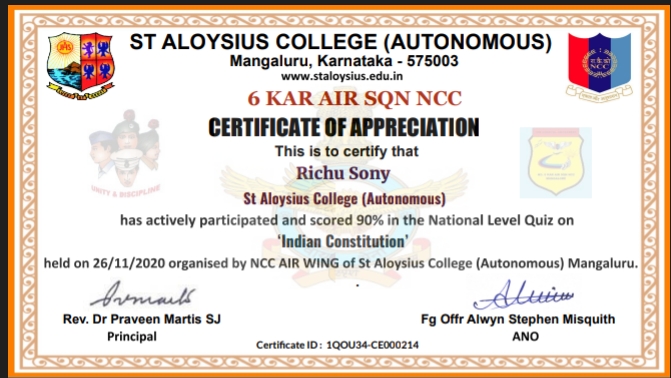 ST ALOYSIUS COLLEGE (AUTONOMOUS)
Mangaluru, Karnataka - 575003
www.staloysius.edu.in
NCC
6 KAR AIR SQN NCC
CERTIFICATE OF APPRECIATION
This is to certify that
Richu Sony
UNITY & DISCIPLINE
St Aloysius College (Autonomous)
has actively participated and scored 90% in the National Level Quiz on
‘Indian Constitution’
held on 26/11/2020 organised by NCC AIR WING of St Aloysius College (Autonomous) Mangaluru.
Rev. Dr Praveen Martis SJ
Principal
Fg Offr Alwyn Stephen Misquith
ANO
Certificate ID : 1QOU34-CE000214